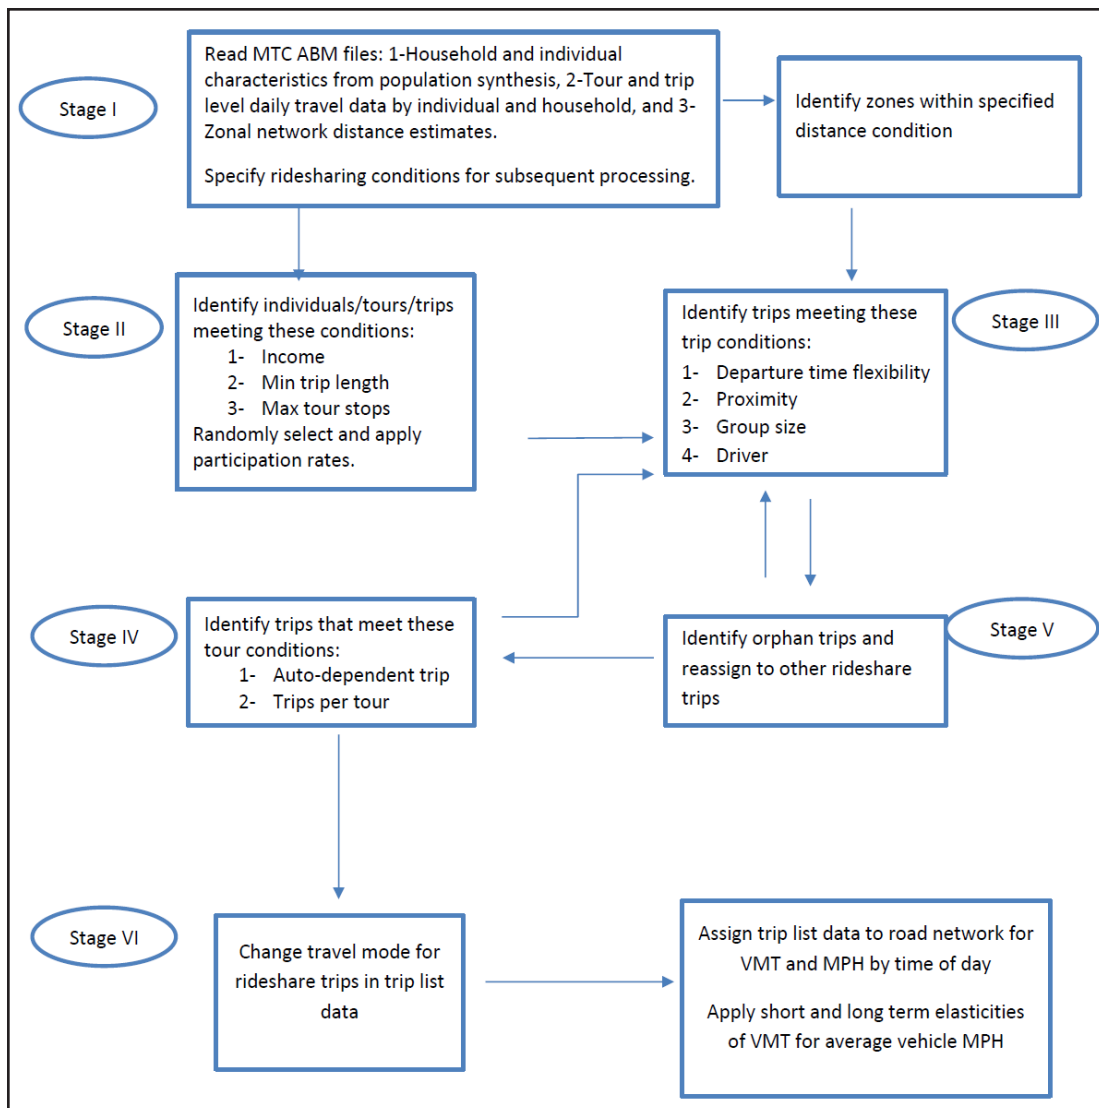 Stage I
Read MTC ABM files: 1-Household and individual
characteristics from population synthesis, 2-Tour and trip
level daily travel data by individual and household, and 3-
Zonal network distance estimates.
Specify ridesharing conditions for subsequent processing.
Identify zones within specified
distance condition
Stage II
Identify individuals/tours/trips
meeting these conditions:
1- Income
2- Min trip length
3- Max tour stops
Randomly select and apply
participation rates.
Identify trips meeting these
trip conditions:
1- Departure time flexibility
2- Proximity
3- Group size
4- Driver
Stage III
Stage IV
Identify trips that meet these
tour conditions:
1- Auto-dependent trip
2- Trips per tour
Identify orphan trips and
reassign to other rideshare
trips
Stage V
Stage VI
Change travel mode for
rideshare trips in trip list
data
Assign trip list data to road network for
VMT and MPH by time of day
Apply short and long term elasticities
of VMT for average vehicle MPH